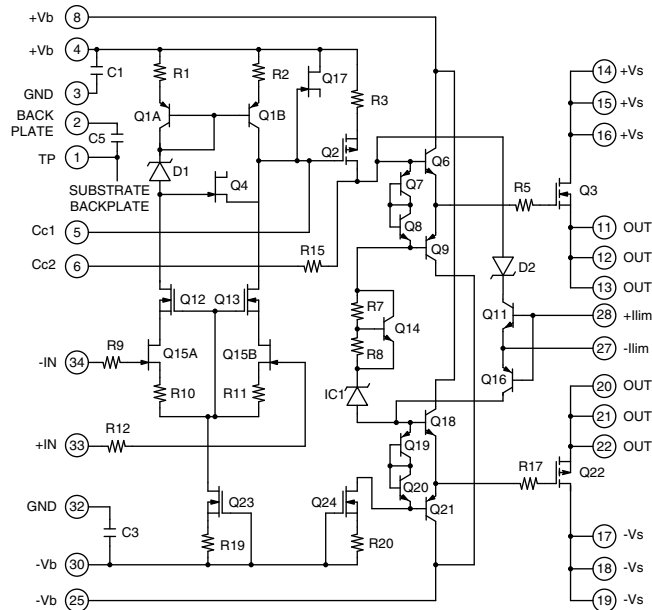 +Vb 8
+Vb 4
R1 R2 Q17
C1
R3
GND 3
BACK PLATE 2
Q1A Q1B
C5
Q2
TP 1
D1
SUBSTRATE
BACKPLATE
Q4
Q6
Q7
Q8
Q9
R5 Q3
14 +Vs
15 +Vs
16 +Vs
11 OUT
12 OUT
13 OUT
Cc1 5
Cc2 6
R15
D2
Q12 Q13
R7
Q14
R8
Q11
28 +Ilim
27 -Ilim
Q16
R9
-IN 34
Q15A Q15B
R10 R11
IC1
Q18
Q19
20 OUT
21 OUT
22 OUT
R12
+IN 33
Q20
Q21
R17 Q22
GND 32
Q23 Q24
C3
R19 R20
-Vb 30
-Vb 25
17 -Vs
18 -Vs
19 -Vs